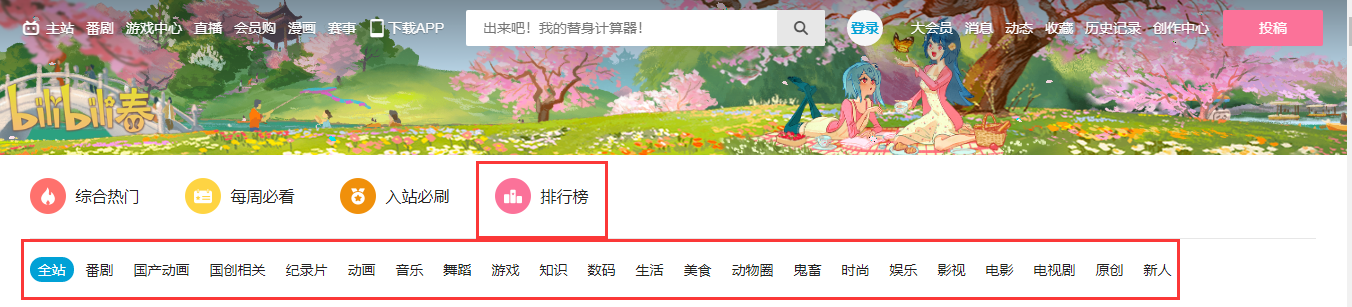 主站 番剧 游戏中心 直播 会员购 漫画 赛事 下载APP 出来吧！我的替身计算器！ 登录 大会员 消息 动态 收藏 历史记录 创作中心 投稿
bilibili春
综合热门 每周必看 入站必刷 排行榜
全站 番剧 国产动画 国创相关 纪录片 动画 音乐 舞蹈 游戏 知识 数码 生活 美食 动物圈 鬼畜 时尚 娱乐 影视 电影 电视剧 原创 新人